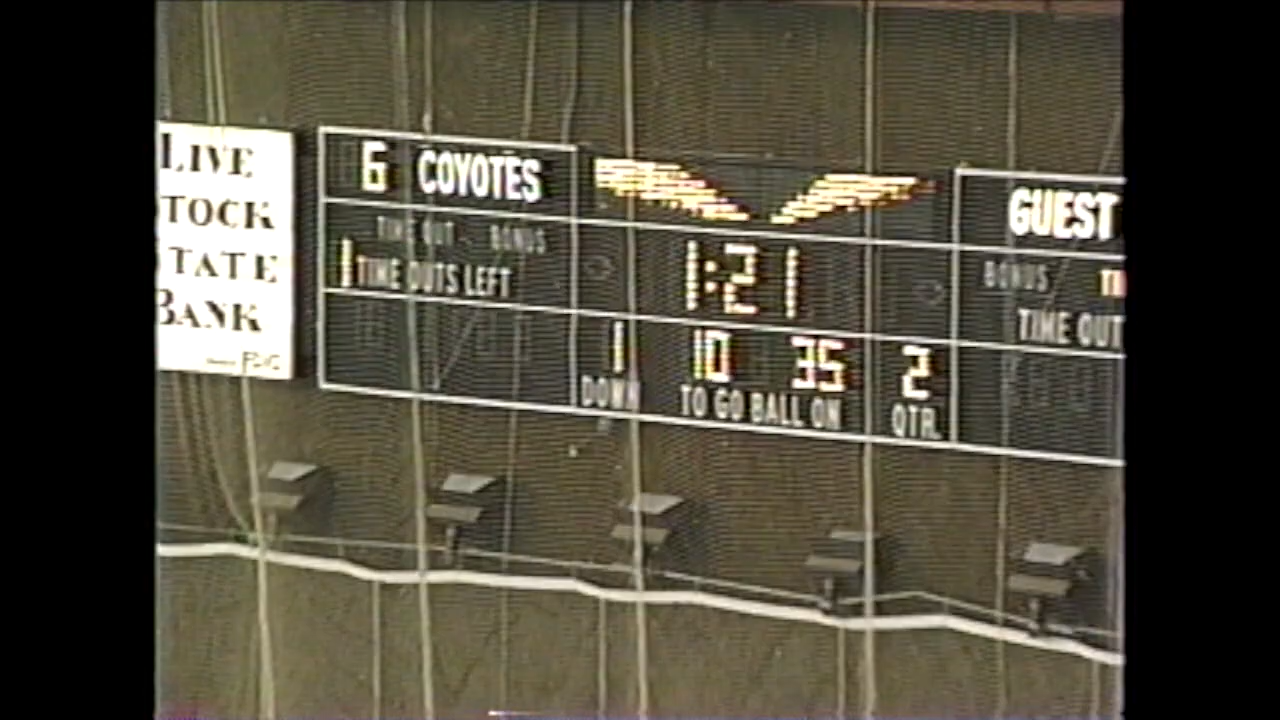 LIVE
TOCK
TATE
BANK
6 COYOTES
TIME OUT BONUS
1 TIME OUTS LEFT
1:21
1 10 35 2
DOWN TO GO BALL ON QTR.
GUEST
BONUS
TIME OUT